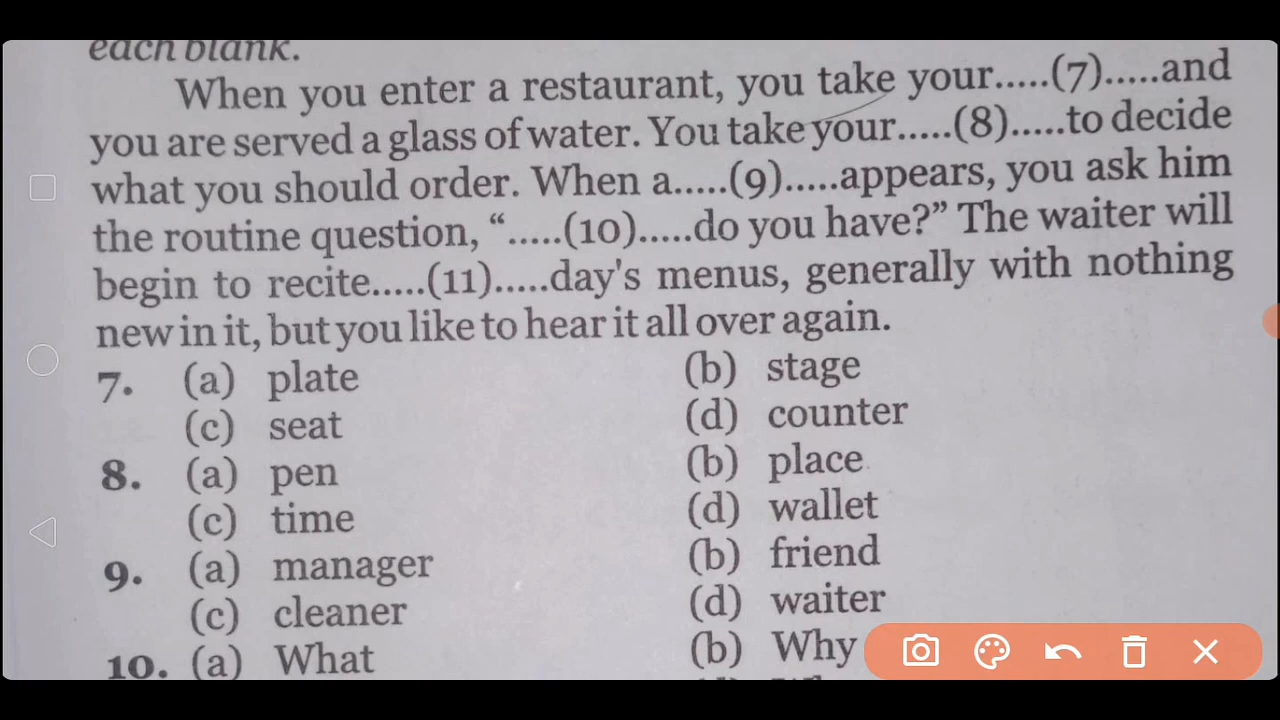 each blank.
When you enter a restaurant, you take your.....(7).....and
you are served a glass of water. You take your.....(8).....to decide
what you should order. When a.....(9).....appears, you ask him
the routine question, “.....(10).....do you have?” The waiter will
begin to recite.....(11).....day's menus, generally with nothing
new in it, but you like to hear it all over again.
7. (a) plate (b) stage
(c) seat (d) counter
8. (a) pen (b) place
(c) time (d) wallet
9. (a) manager (b) friend
(c) cleaner (d) waiter
10. (a) What (b) Why